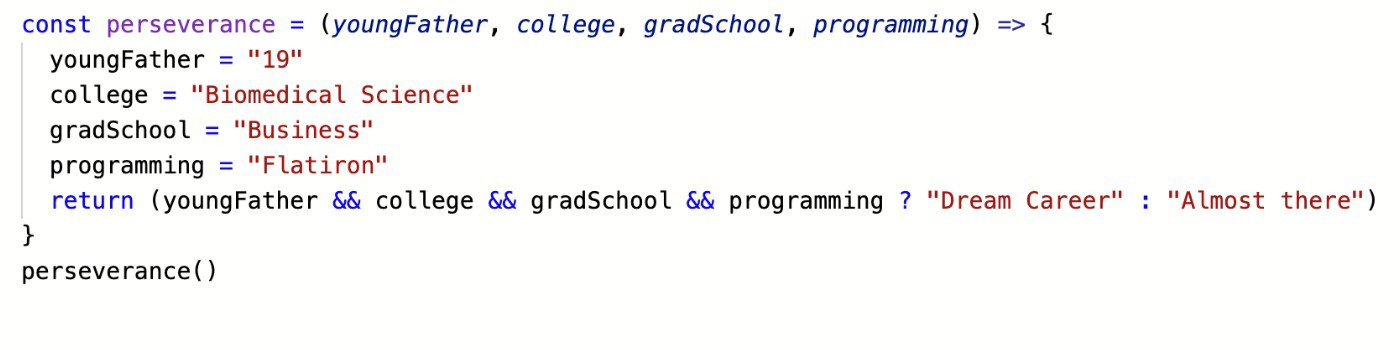 const perseverance = (youngFather, college, gradSchool, programming) => {
  youngFather = "19"
  college = "Biomedical Science"
  gradSchool = "Business"
  programming = "Flatiron"
  return (youngFather && college && gradSchool && programming ? "Dream Career" : "Almost there")
}
perseverance()